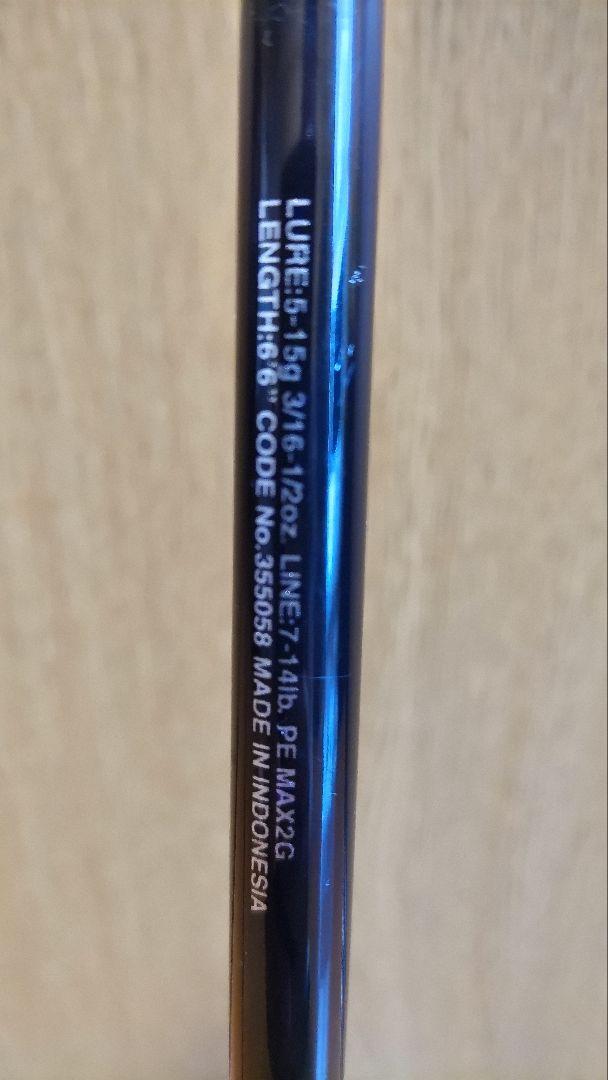 LURE:5-15g 3/16-1/2oz. LINE:7-14lb. PE MAX2G
LENGTH:6'6" CODE No.355058 MADE IN INDONESIA